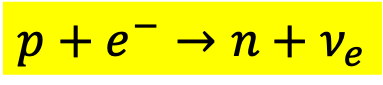 p + e⁻ → n + νₑ